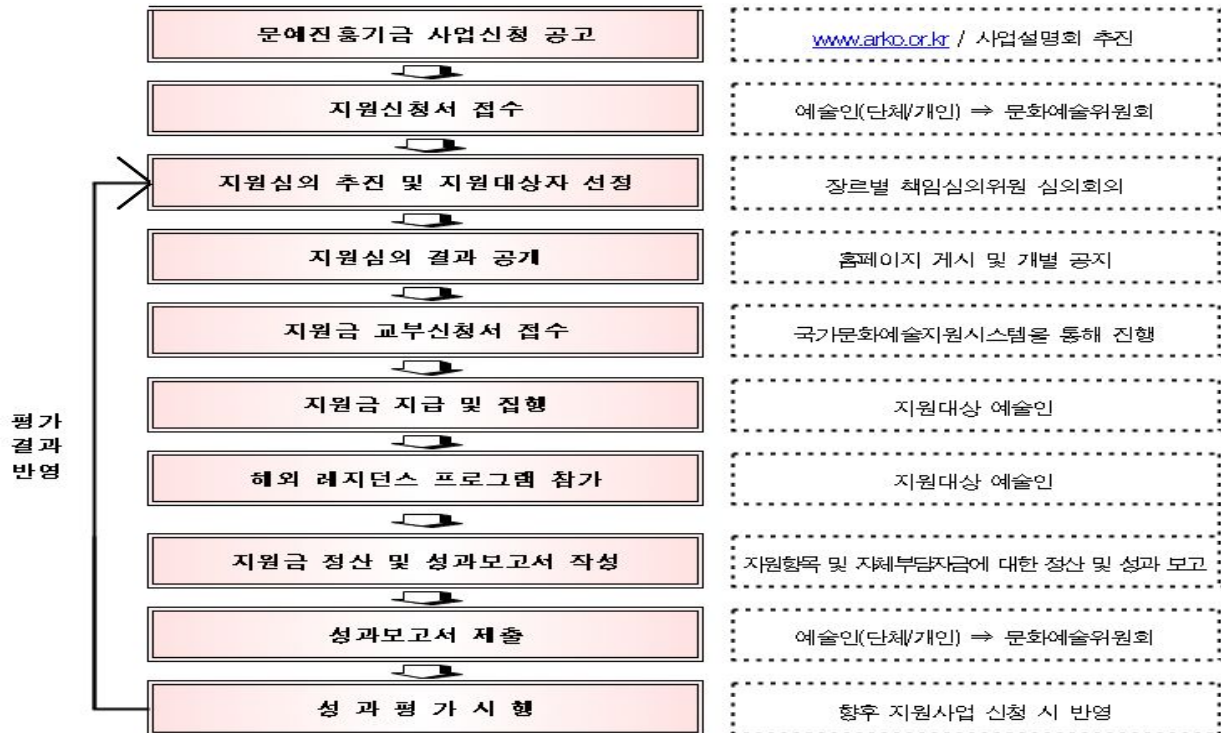 문예진흥기금 사업신청 공고
www.arko.or.kr / 사업설명회 추진
지원신청서 접수
예술인(단체/개인) ⇒ 문화예술위원회
지원심의 추진 및 지원대상자 선정
장르별 책임심의위원 심의회의
지원심의 결과 공개
홈페이지 게시 및 개별 공지
지원금 교부신청서 접수
국가문화예술지원시스템을 통해 진행
지원금 지급 및 집행
지원대상 예술인
평가
결과
반영
해외 레지던스 프로그램 참가
지원대상 예술인
지원금 정산 및 성과보고서 작성
지원항목 및 자체부담자금에 대한 정산 및 성과 보고
성과보고서 제출
예술인(단체/개인) ⇒ 문화예술위원회
성 과 평 가 시 행
향후 지원사업 신청 시 반영